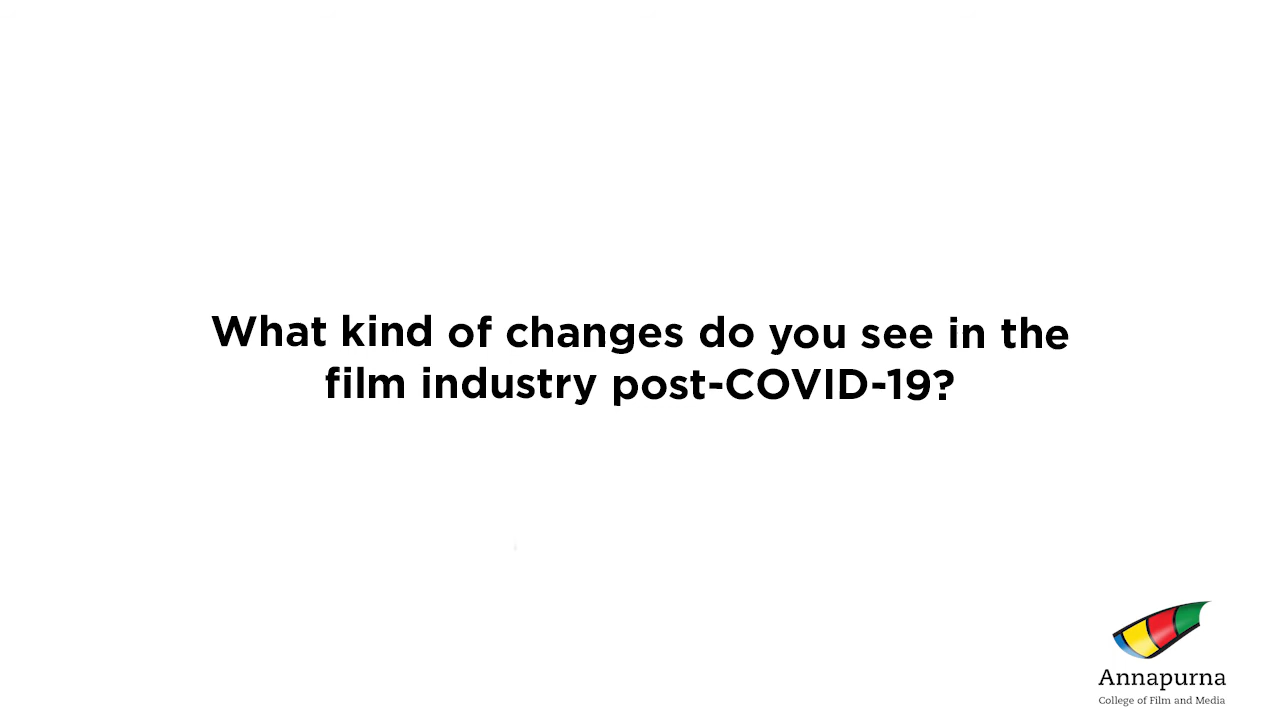 What kind of changes do you see in the
film industry post-COVID-19?
Annapurna
College of Film and Media